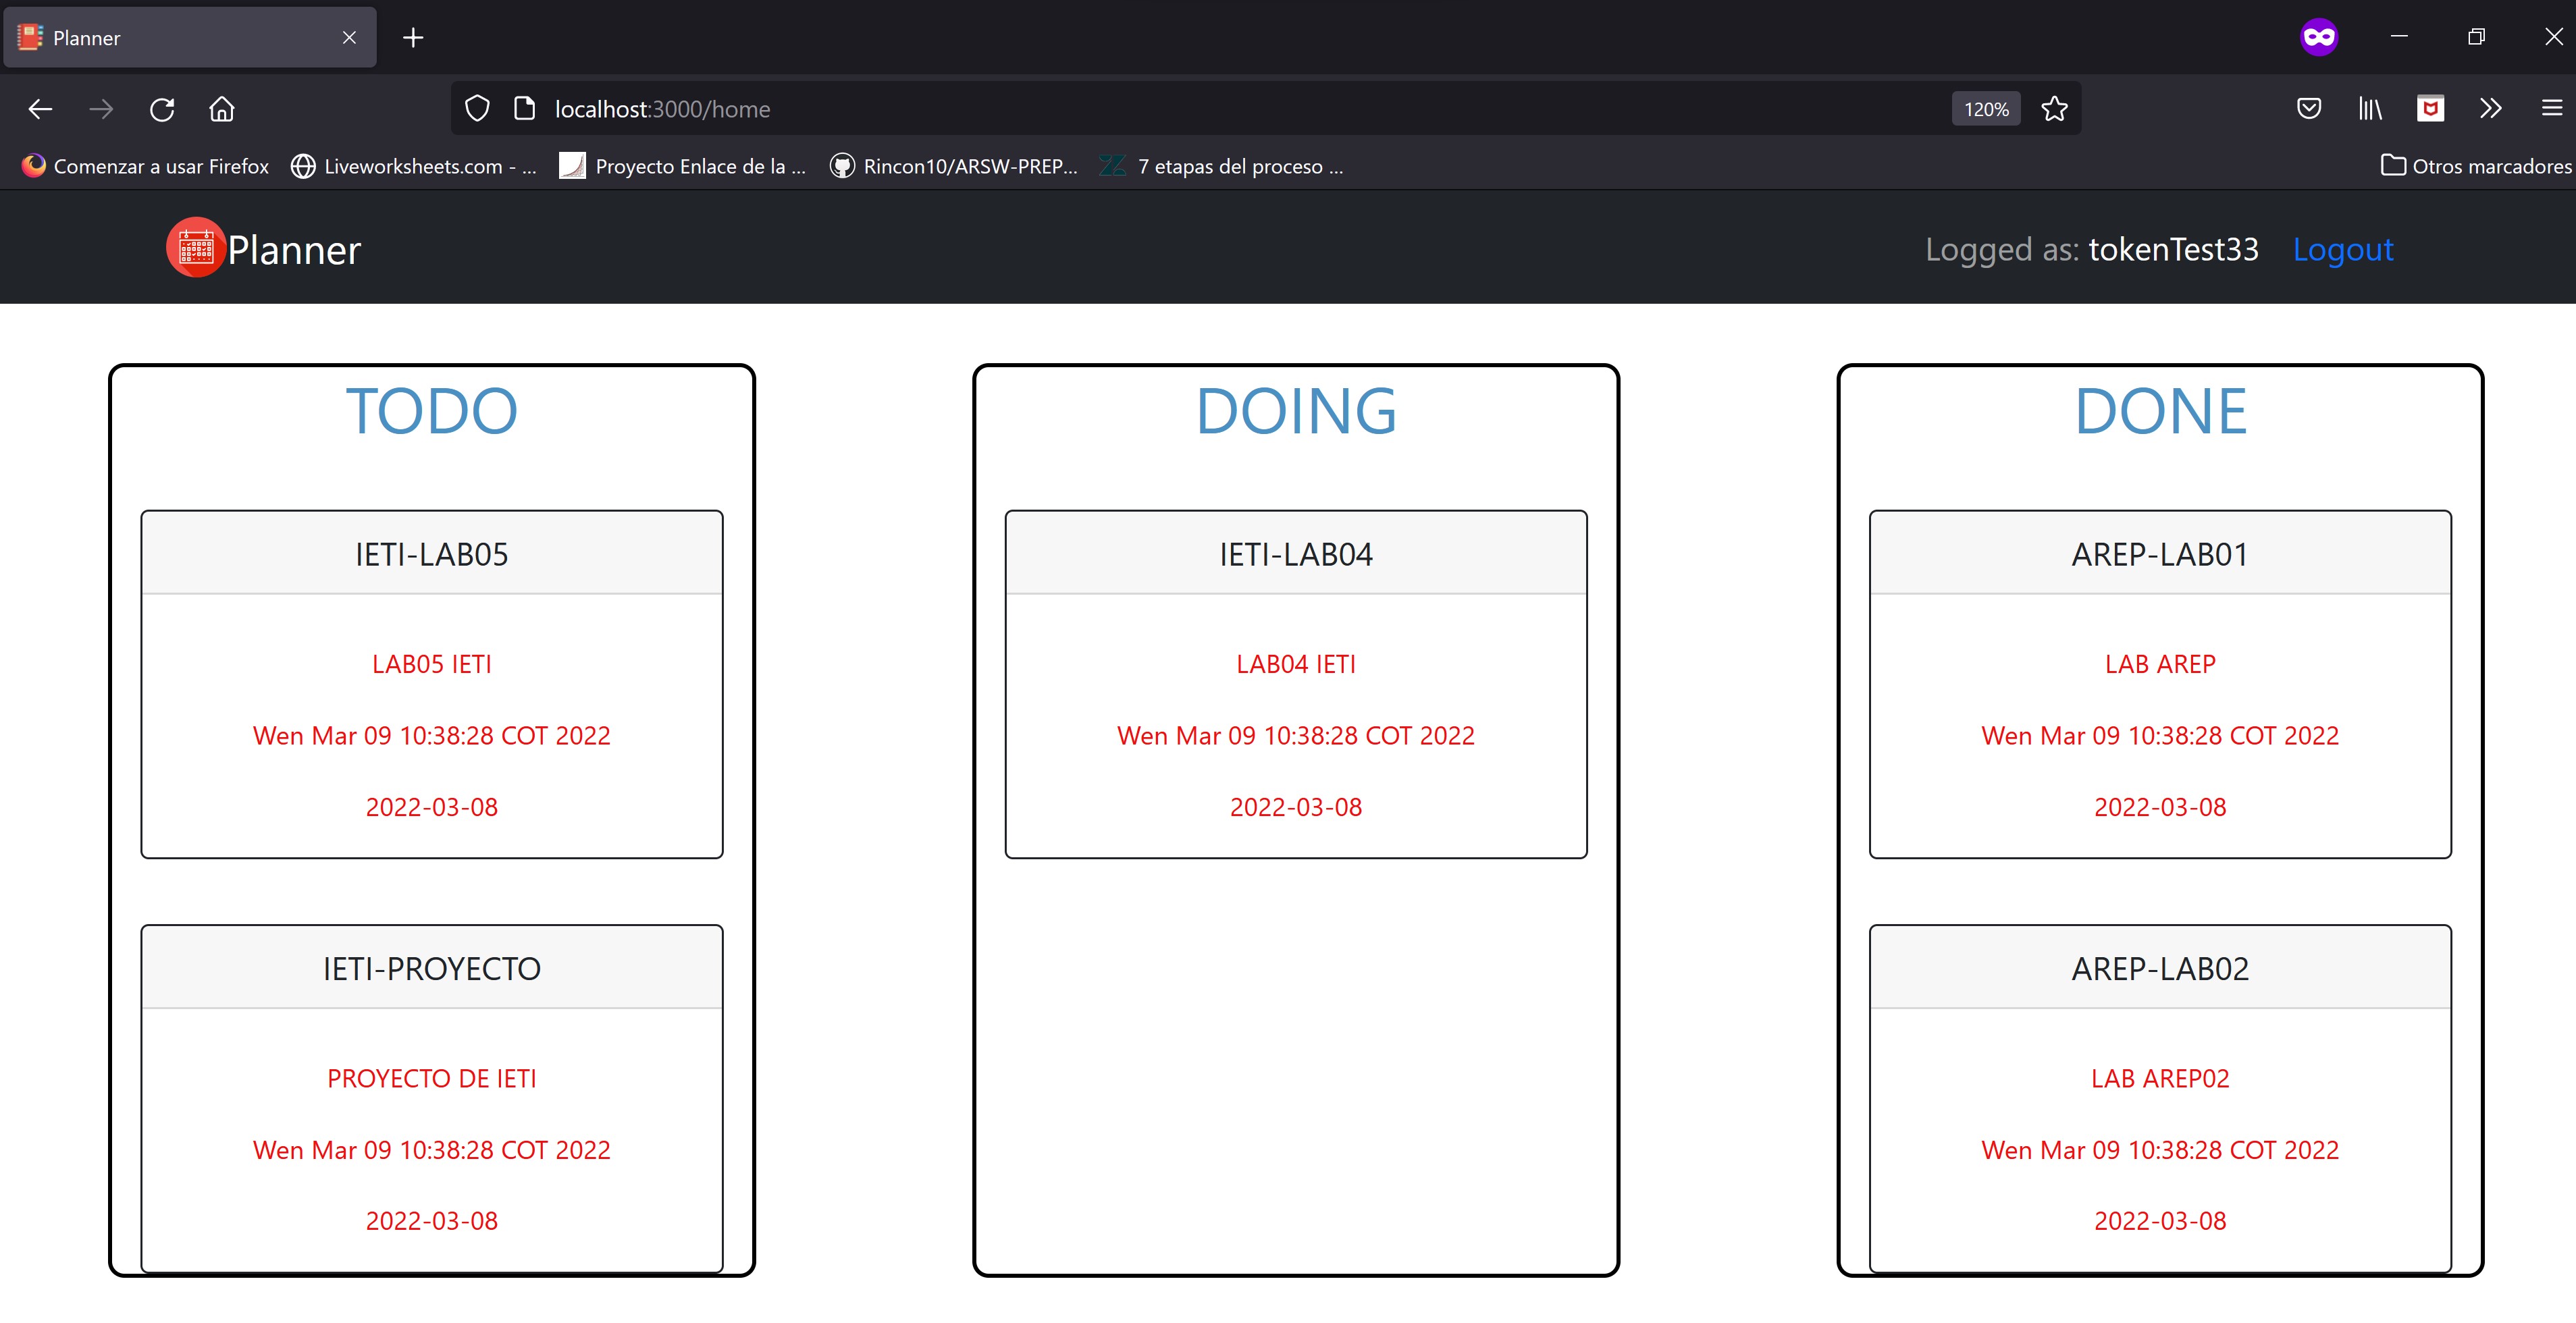 Planner
localhost:3000/home
120%
Comenzar a usar Firefox
Liveworksheets.com - ...
Proyecto Enlace de la ...
Rincon10/ARSW-PREP...
7 etapas del proceso ...
Otros marcadores
Planner
Logged as: tokenTest33
Logout
TODO
IETI-LAB05
LAB05 IETI
Wen Mar 09 10:38:28 COT 2022
2022-03-08
IETI-PROYECTO
PROYECTO DE IETI
Wen Mar 09 10:38:28 COT 2022
2022-03-08
DOING
IETI-LAB04
LAB04 IETI
Wen Mar 09 10:38:28 COT 2022
2022-03-08
DONE
AREP-LAB01
LAB AREP
Wen Mar 09 10:38:28 COT 2022
2022-03-08
AREP-LAB02
LAB AREP02
Wen Mar 09 10:38:28 COT 2022
2022-03-08